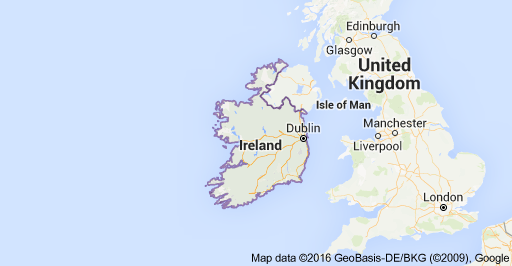 Edinburgh
Glasgow
United
Kingdom
Isle of Man
Manchester
Dublin
Liverpool
Ireland
London
Map data ©2016 GeoBasis-DE/BKG (©2009), Google